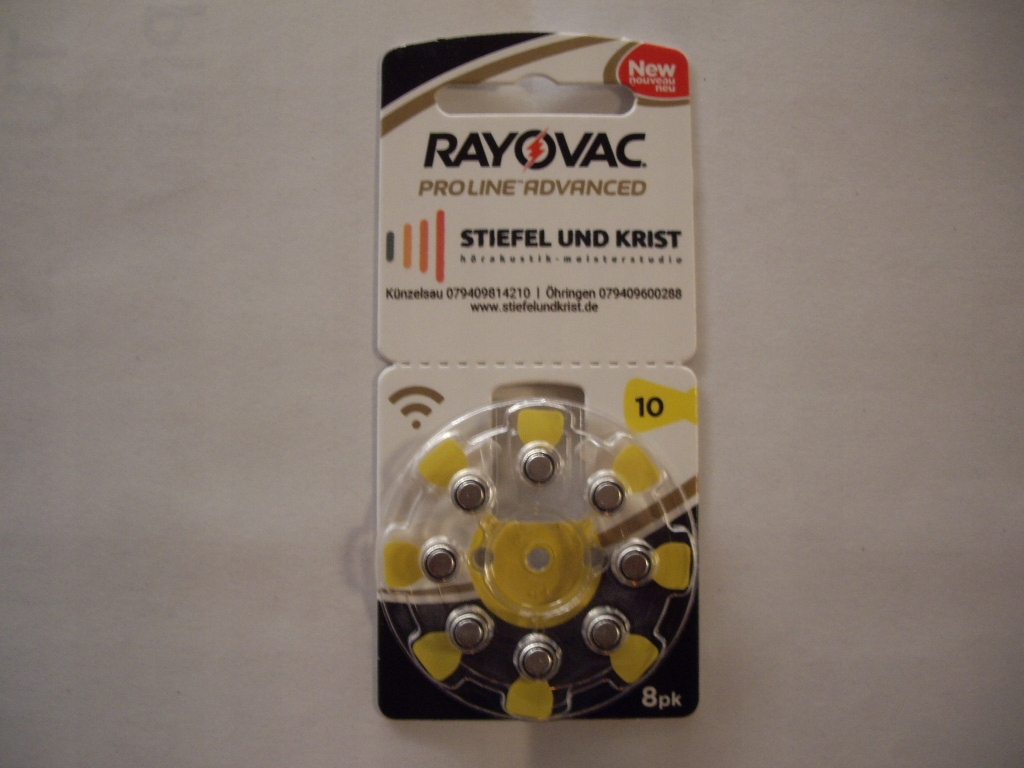 New
nouveau
neu
RAYOVAC
PROLINE™ ADVANCED
STIEFEL UND KRIST
hörakustik-meisterstudio
Künzelsau 079409814210 | Öhringen 079409600288
www.stiefelundkrist.de
10
8pk